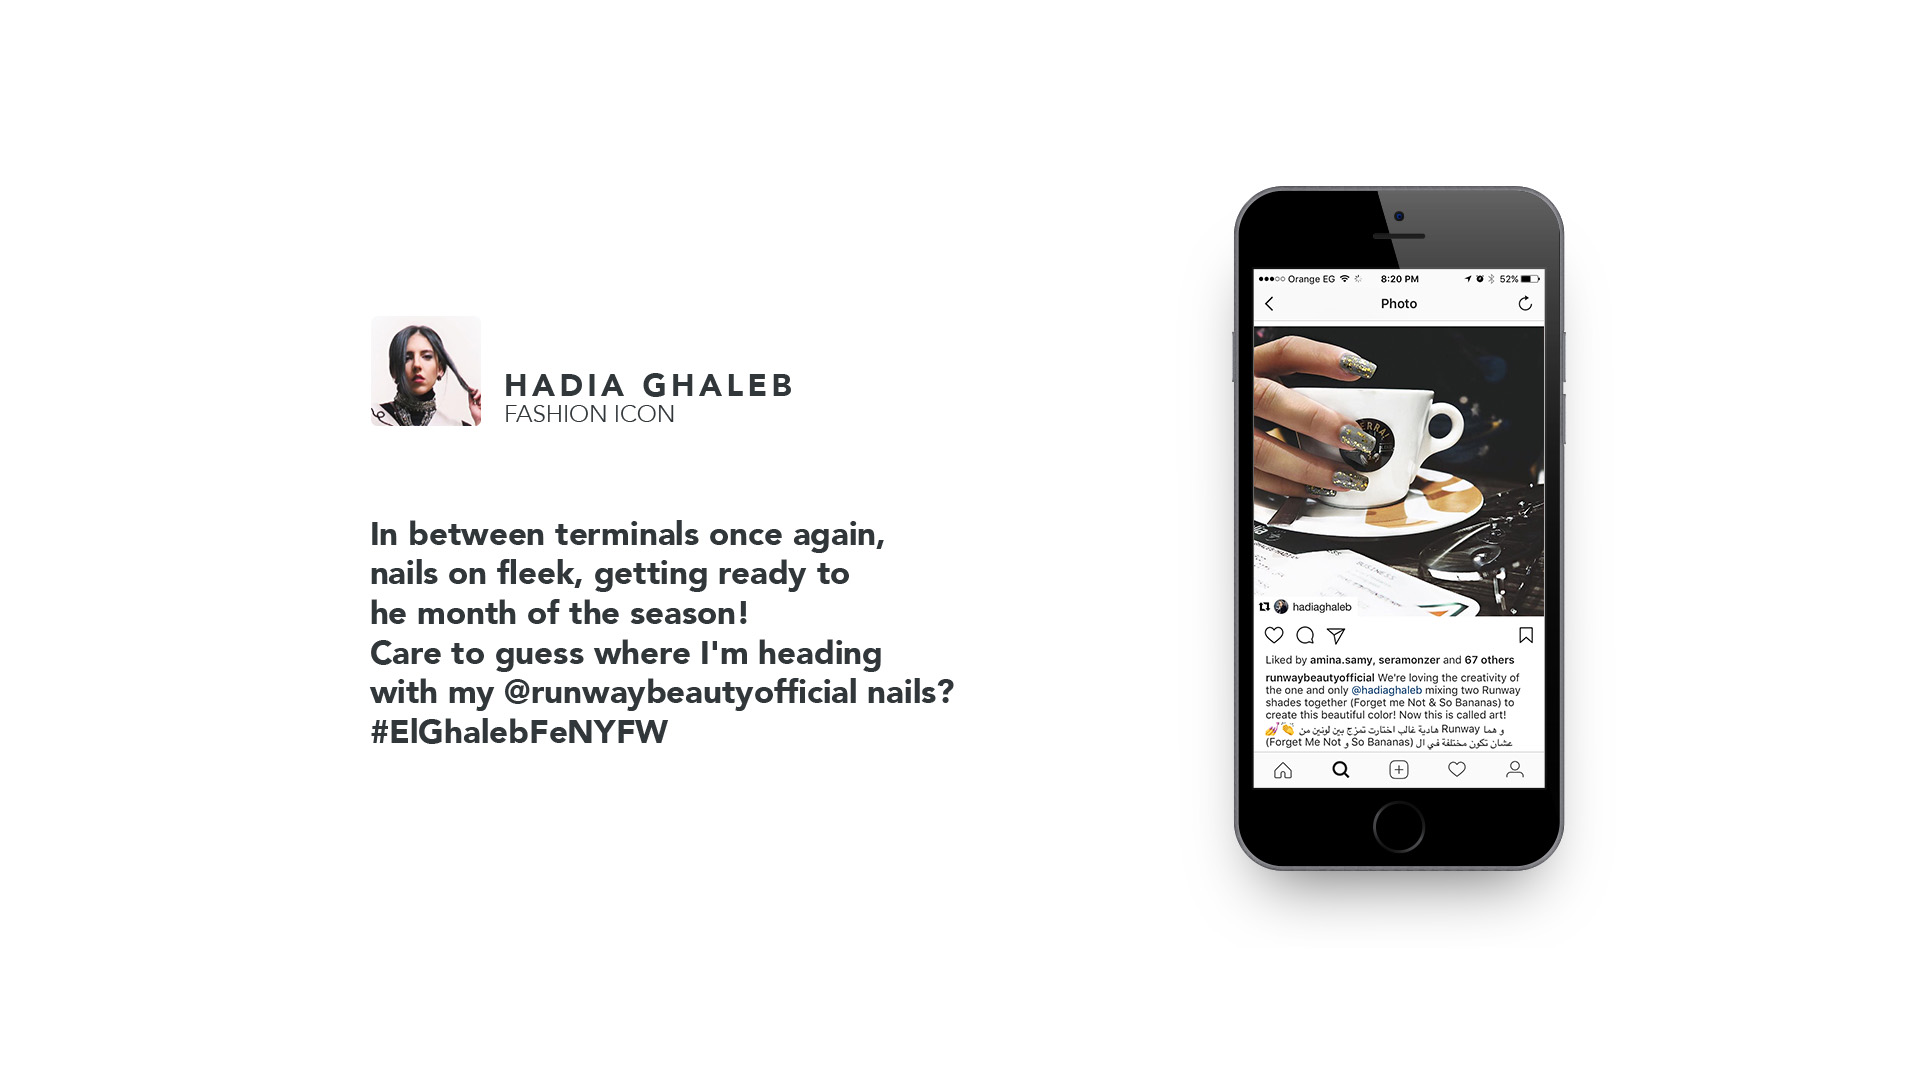 HADIA GHALEB
FASHION ICON
In between terminals once again,
nails on fleek, getting ready to
he month of the season!
Care to guess where I'm heading
with my @runwaybeautyofficial nails?
#ElGhalebFeNYFW
Orange EG 8:20 PM 52%
Photo
ERRA
BUSINESS
hadiaghaleb
Liked by amina.samy, seramonzer and 67 others
runwaybeautyofficial We're loving the creativity of
the one and only @hadiaghaleb mixing two Runway
shades together (Forget me Not & So Bananas) to
create this beautiful color! Now this is called art!
💅👏 هادية غالب اختارت تمزج بين لونين من Runway و هما
(Forget Me Not و So Bananas) عشان تكون مختلفة في ال